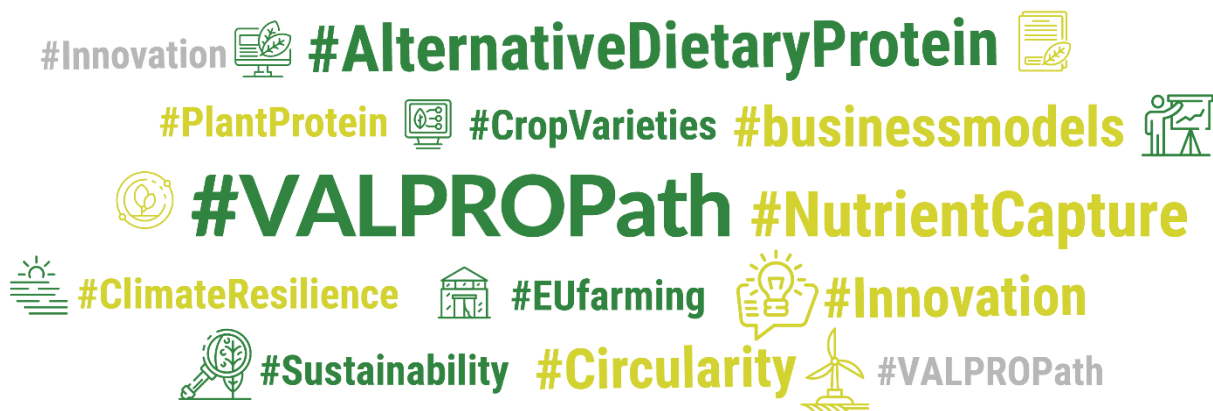 #Innovation #AlternativeDietaryProtein
#PlantProtein #CropVarieties #businessmodels
#VALPROPath #NutrientCapture
#ClimateResilience #EUfarming #Innovation
#Sustainability #Circularity #VALPROPath